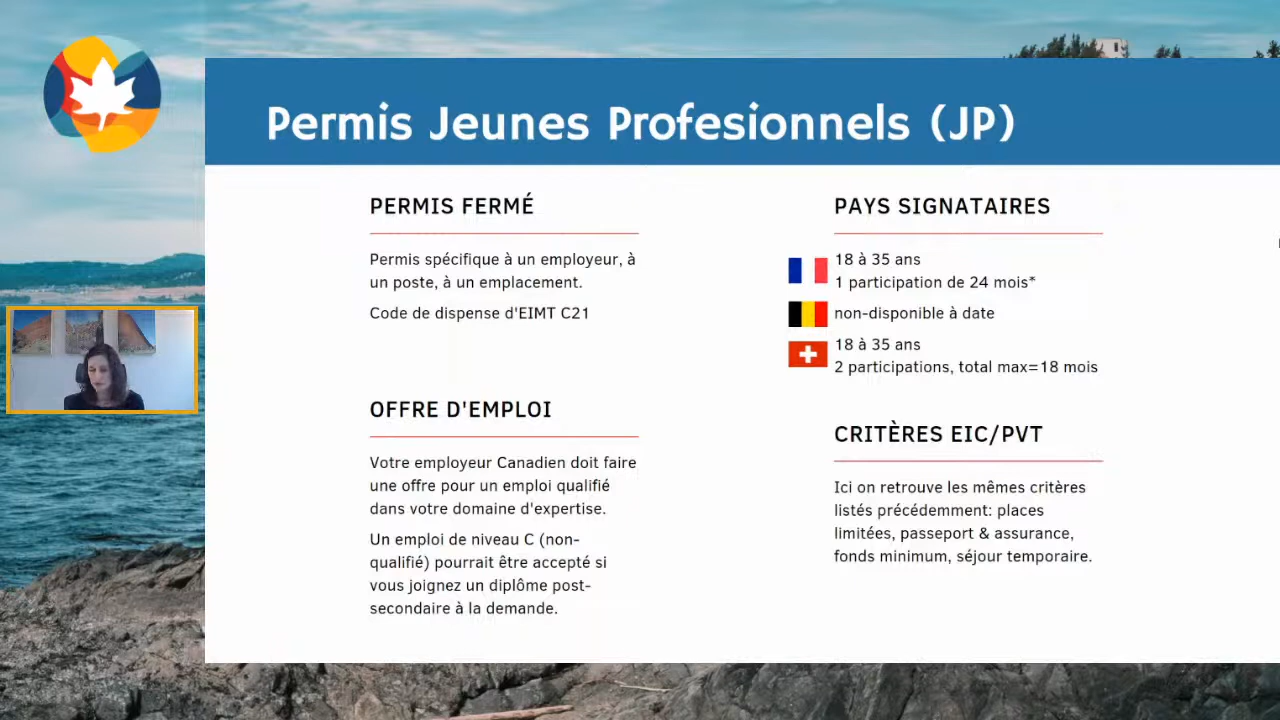 Permis Jeunes Profesionnels (JP)
PERMIS FERMÉ
Permis spécifique à un employeur, à
un poste, à un emplacement.
Code de dispense d'EIMT C21
OFFRE D'EMPLOI
Votre employeur Canadien doit faire
une offre pour un emploi qualifié
dans votre domaine d'expertise.
Un emploi de niveau C (non-
qualifié) pourrait être accepté si
vous joignez un diplôme post-
secondaire à la demande.
PAYS SIGNATAIRES
18 à 35 ans
1 participation de 24 mois*
non-disponible à date
18 à 35 ans
2 participations, total max=18 mois
CRITÈRES EIC/PVT
Ici on retrouve les mêmes critères
listés précédemment: places
limitées, passeport & assurance,
fonds minimum, séjour temporaire.